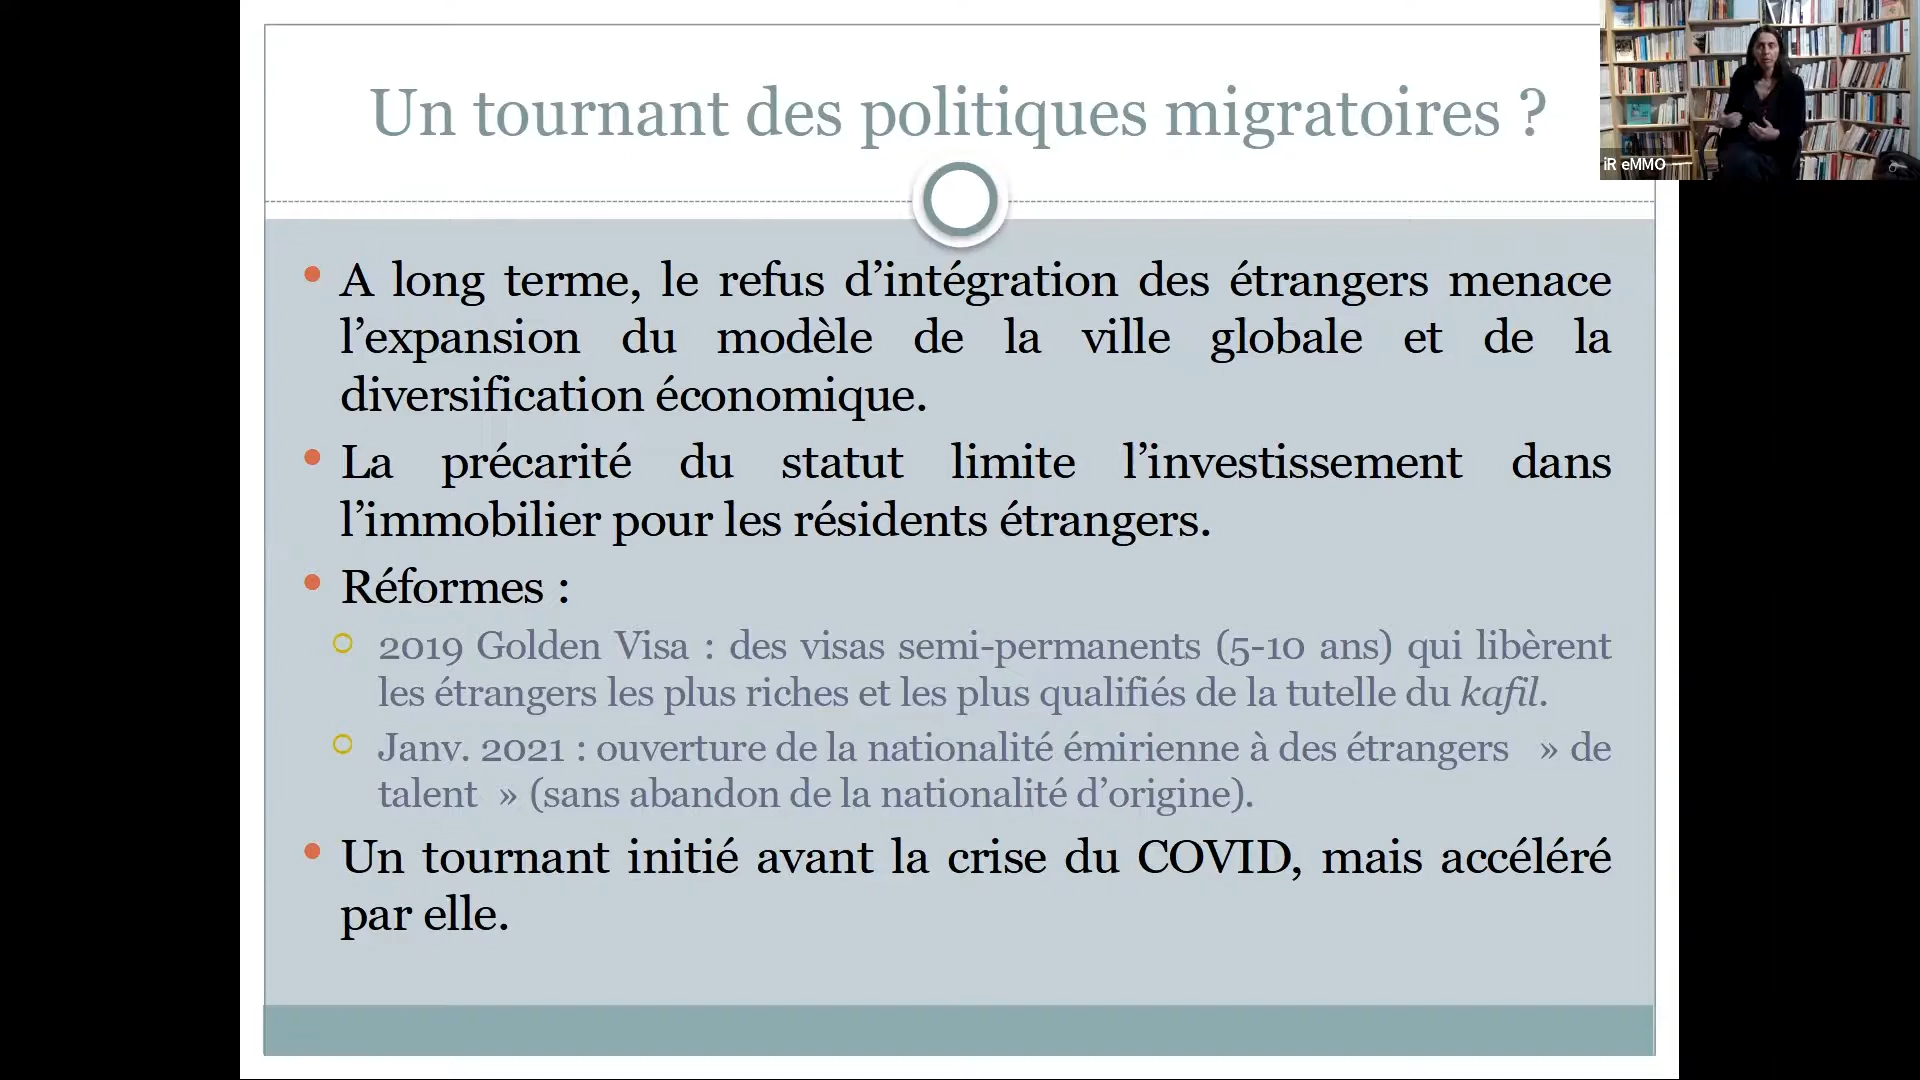 Un tournant des politiques migratoires ?
iR eMMO
• A long terme, le refus d’intégration des étrangers menace
l’expansion du modèle de la ville globale et de la
diversification économique.
• La précarité du statut limite l’investissement dans
l’immobilier pour les résidents étrangers.
• Réformes :
○ 2019 Golden Visa : des visas semi-permanents (5-10 ans) qui libèrent
les étrangers les plus riches et les plus qualifiés de la tutelle du kafil.
○ Janv. 2021 : ouverture de la nationalité émirienne à des étrangers » de
talent » (sans abandon de la nationalité d’origine).
• Un tournant initié avant la crise du COVID, mais accéléré
par elle.